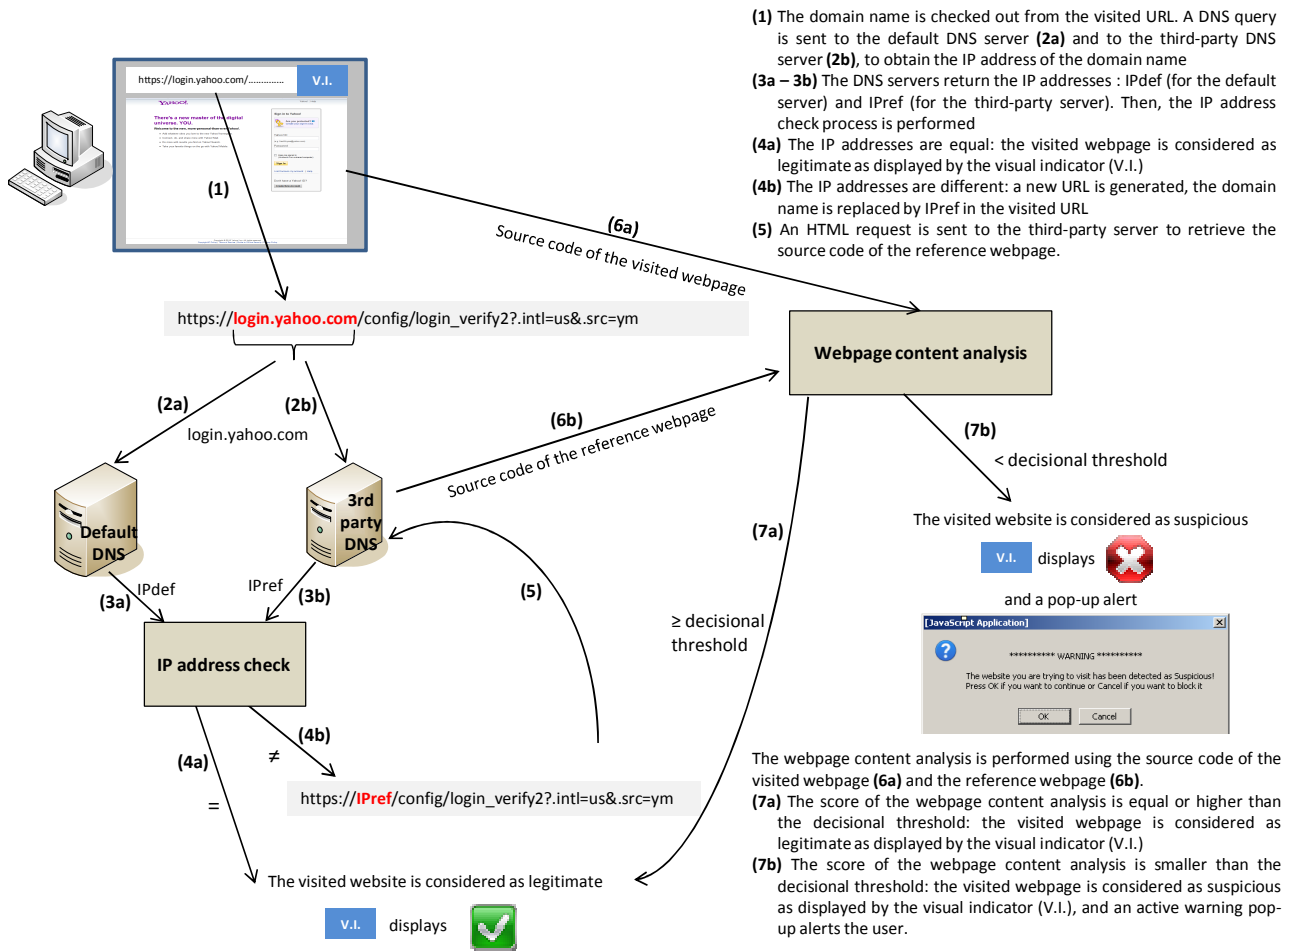 (1) The domain name is checked out from the visited URL. A DNS query
is sent to the default DNS server (2a) and to the third-party DNS
server (2b), to obtain the IP address of the domain name
(3a – 3b) The DNS servers return the IP addresses : IPdef (for the default
server) and IPref (for the third-party server). Then, the IP address
check process is performed
(4a) The IP addresses are equal: the visited webpage is considered as
legitimate as displayed by the visual indicator (V.I.)
(4b) The IP addresses are different: a new URL is generated, the domain
name is replaced by IPref in the visited URL
(5) An HTML request is sent to the third-party server to retrieve the
source code of the reference webpage.
https://login.yahoo.com/..............
V.I.
YAHOO!
There's a new master of the digital
universe. YOU.
(1)
(6a)
Source code of the visited webpage
https://login.yahoo.com/config/login_verify2?.intl=us&.src=ym
Webpage content analysis
(2a)
(2b)
login.yahoo.com
(6b)
Source code of the reference webpage
(7b)
< decisional threshold
Default
DNS
3rd
party
DNS
(7a)
The visited website is considered as suspicious
V.I.
displays
and a pop-up alert
(3a)
IPdef
IPref
(3b)
(5)
≥ decisional
threshold
[JavaScript Application]
********** WARNING **********
The website you are trying to visit has been detected as Suspicious!
Press OK if you want to continue or Cancel if you want to block it
OK
Cancel
IP address check
(4a)
=
(4b)
≠
https://IPref/config/login_verify2?.intl=us&.src=ym
The visited website is considered as legitimate
V.I.
displays
The webpage content analysis is performed using the source code of the
visited webpage (6a) and the reference webpage (6b).
(7a) The score of the webpage content analysis is equal or higher than
the decisional threshold: the visited webpage is considered as
legitimate as displayed by the visual indicator (V.I.)
(7b) The score of the webpage content analysis is smaller than the
decisional threshold: the visited webpage is considered as suspicious
as displayed by the visual indicator (V.I.), and an active warning pop-
up alerts the user.